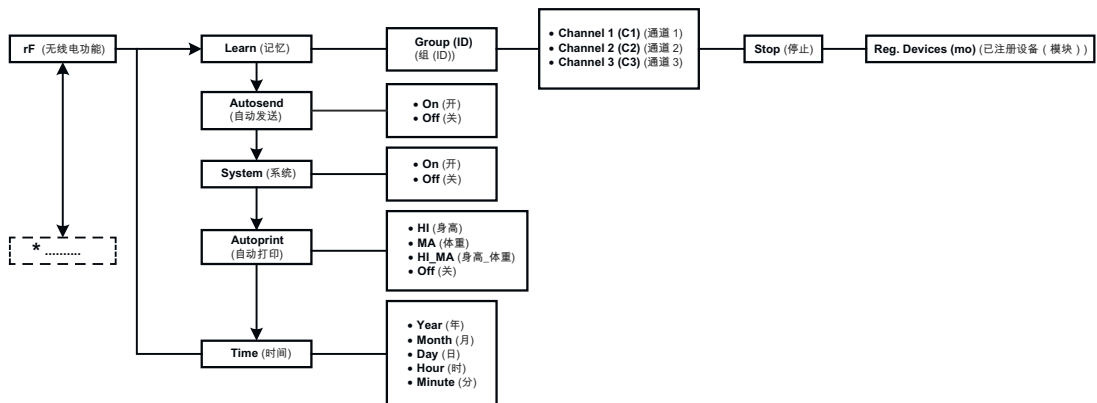 rF (无线电功能)
Learn (记忆)
Group (ID)
(组 (ID))
• Channel 1 (C1) (通道 1)
• Channel 2 (C2) (通道 2)
• Channel 3 (C3) (通道 3)
Stop (停止)
Reg. Devices (mo) (已注册设备（模块）)
Autosend
(自动发送)
• On (开)
• Off (关)
System (系统)
• On (开)
• Off (关)
Autoprint
(自动打印)
• HI (身高)
• MA (体重)
• HI_MA (身高_体重)
• Off (关)
* ..........
Time (时间)
• Year (年)
• Month (月)
• Day (日)
• Hour (时)
• Minute (分)